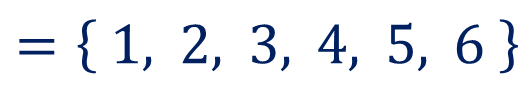 = { 1, 2, 3, 4, 5, 6 }